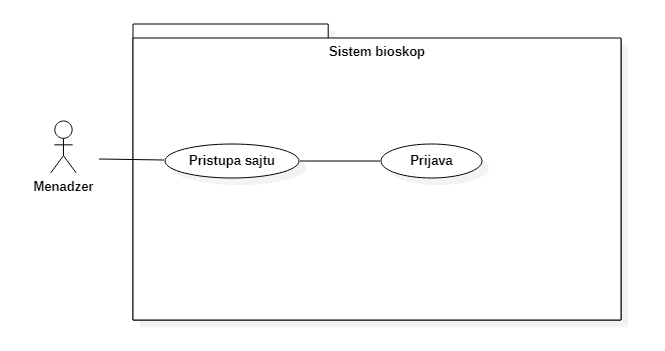 Sistem bioskop
Pristupa sajtu
Prijava
Menadzer